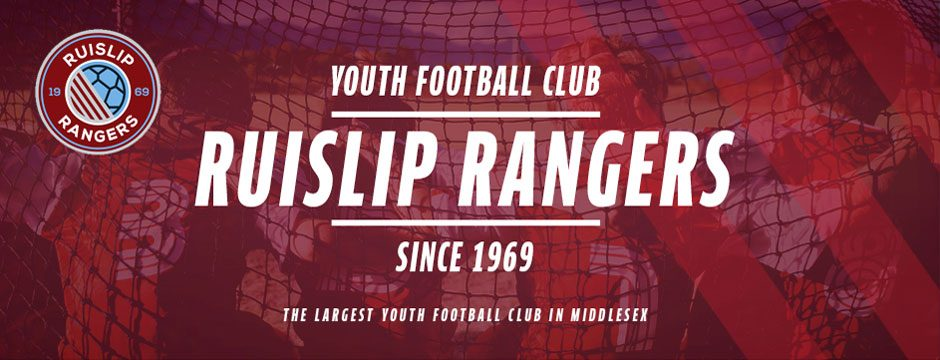 RUISLIP
19 69
RANGERS
YOUTH FOOTBALL CLUB
RUISLIP RANGERS
SINCE 1969
THE LARGEST YOUTH FOOTBALL CLUB IN MIDDLESEX